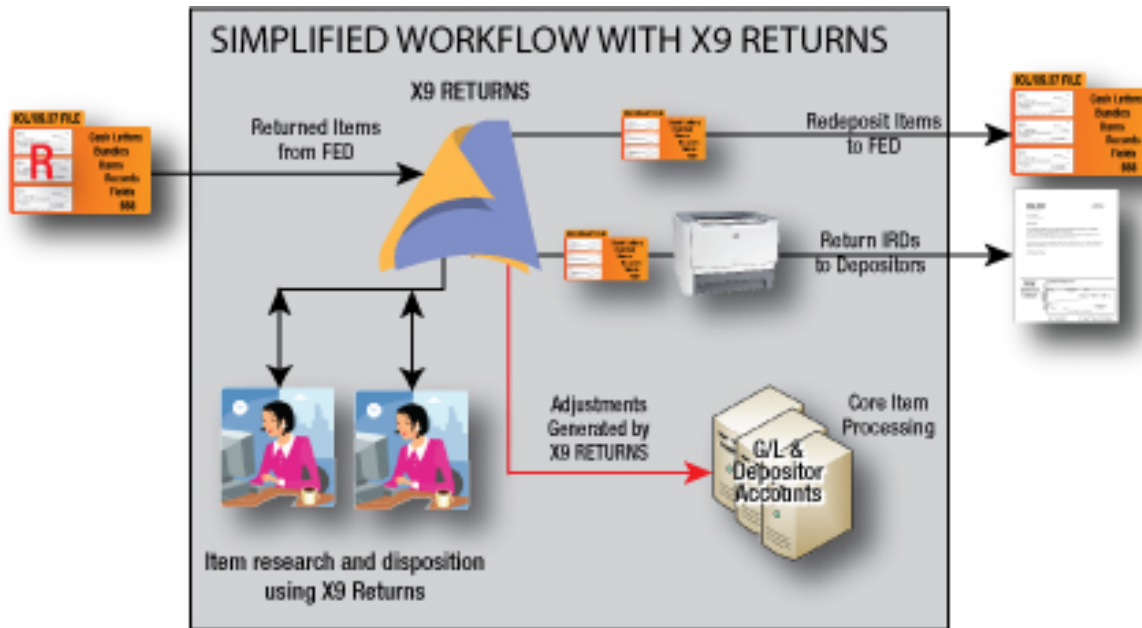 SIMPLIFIED WORKFLOW WITH X9 RETURNS
X9 RETURNS
Cash Letters
Bundles
Items
Records
Fields
R
Returned Items
from FED
Redeposit Items
to FED
Cash Letters
Bundles
Items
Records
Fields
Return IRDs
to Depositors
Adjustments
Generated by
X9 RETURNS
Core Item
Processing
G/L &
Depositor
Accounts
Item research and disposition
using X9 Returns